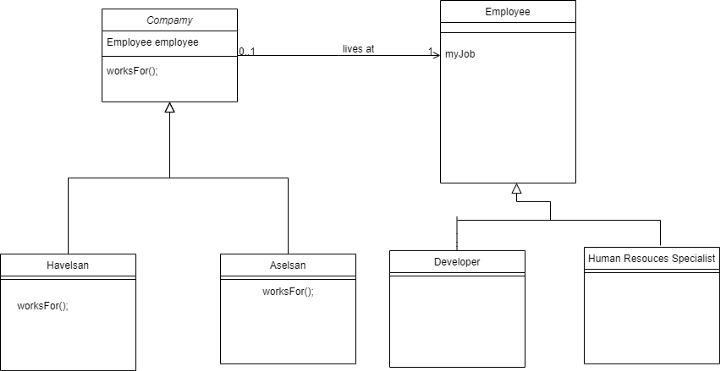 Compamy
Employee employee
worksFor();
0..1
lives at
1
Employee
myJob
Havelsan
worksFor();
Aselsan
worksFor();
Developer
Human Resouces Specialist